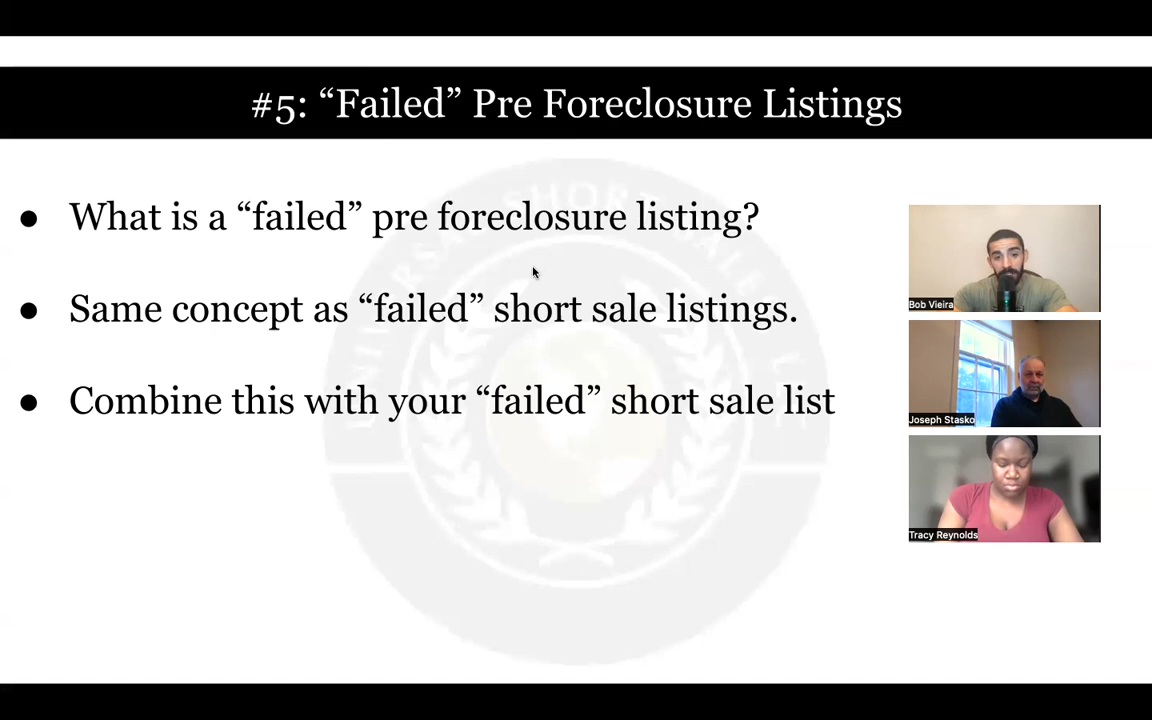 #5: “Failed” Pre Foreclosure Listings
● What is a “failed” pre foreclosure listing?
● Same concept as “failed” short sale listings.
● Combine this with your “failed” short sale list
Bob Vieira
Joseph Stasko
Tracy Reynolds